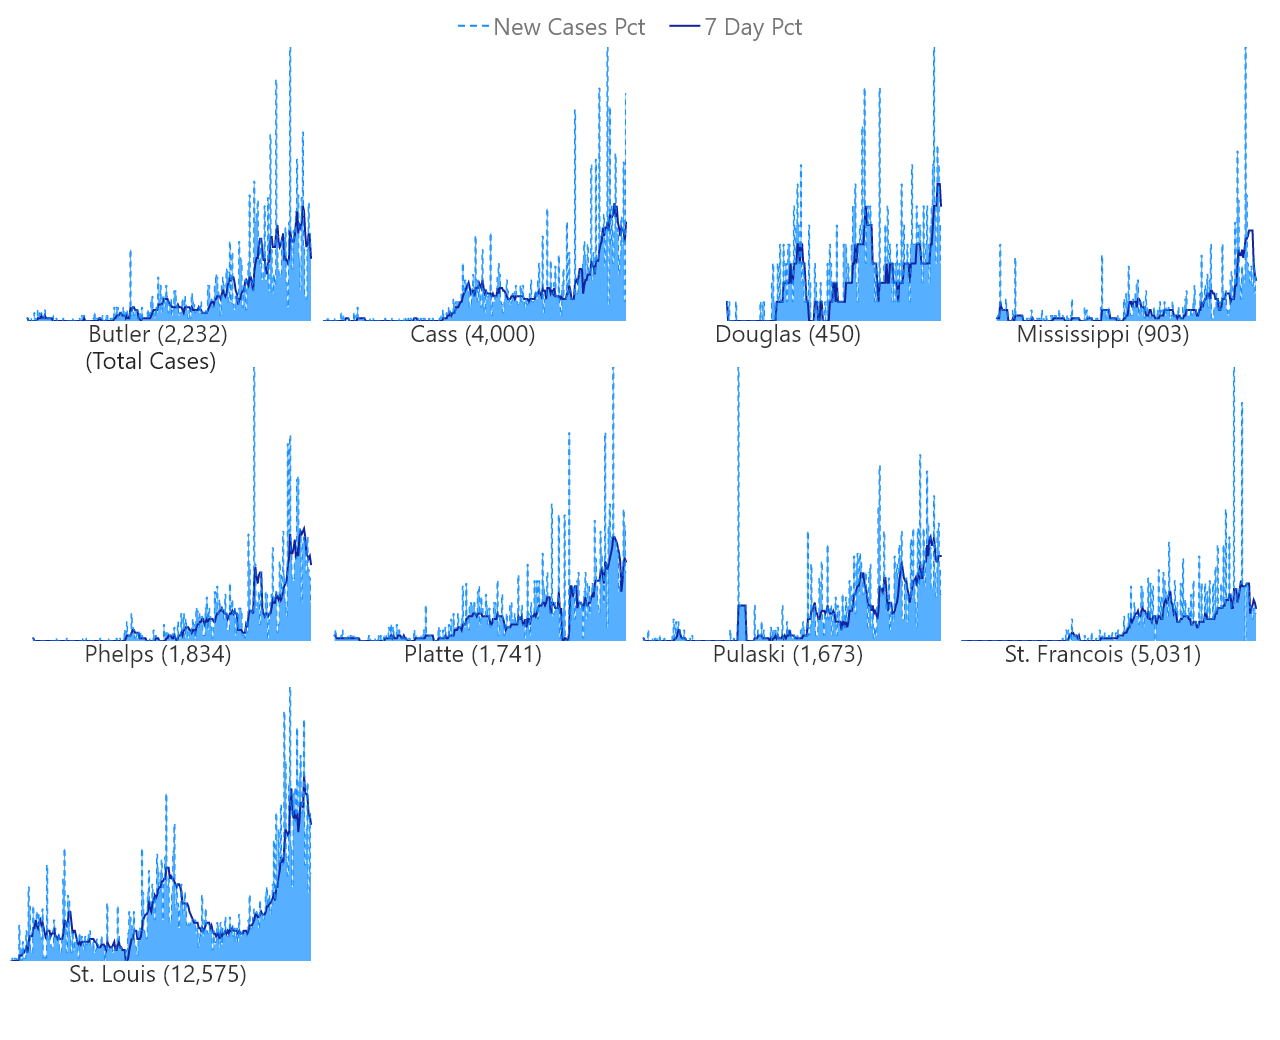 New Cases Pct 7 Day Pct
Butler (2,232)
(Total Cases)
Cass (4,000)
Douglas (450)
Mississippi (903)
Phelps (1,834)
Platte (1,741)
Pulaski (1,673)
St. Francois (5,031)
St. Louis (12,575)